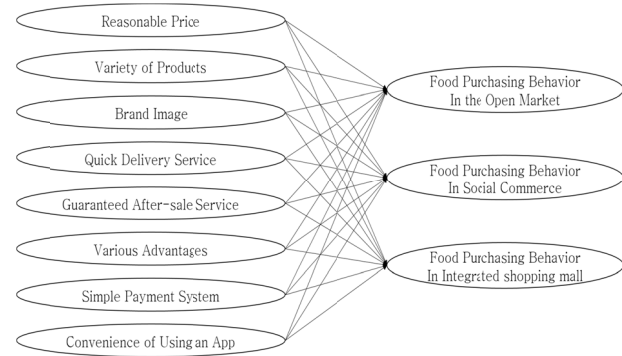 Reasonable Price
Variety of Products
Brand Image
Quick Delivery Service
Guaranteed After-sale Service
Various Advantages
Simple Payment System
Convenience of Using an App
Food Purchasing Behavior
In the Open Market
Food Purchasing Behavior
In Social Commerce
Food Purchasing Behavior
In Integrated shopping mall